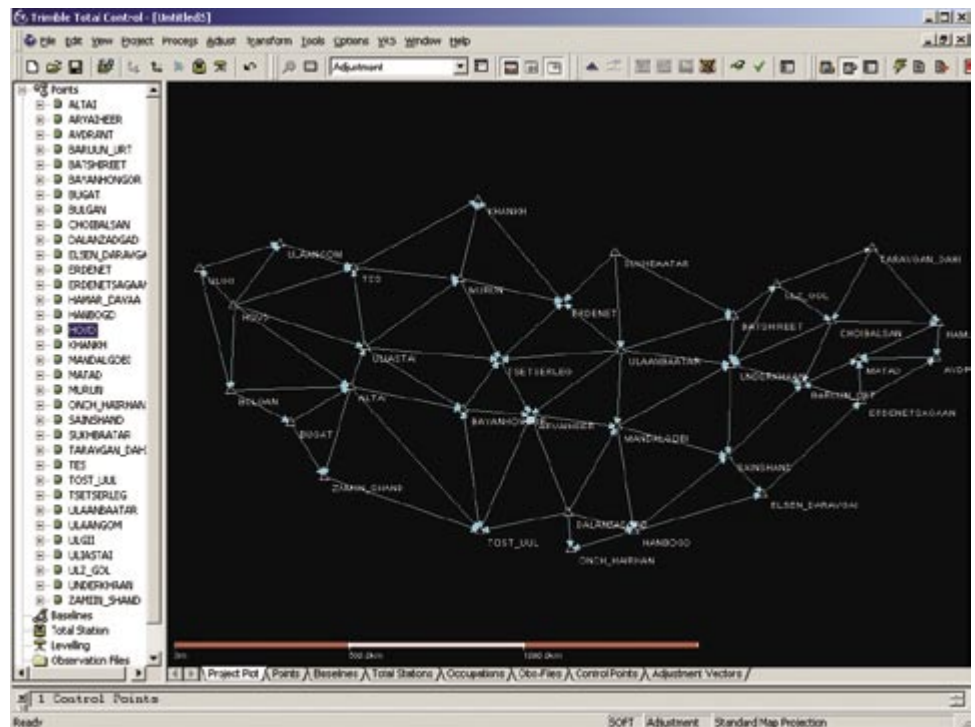 Trimble Total Control - [Untitled5]
File Edit View Project Process Adjust Transform Tools Options VRS Window Help
Adjustment
Points
ALTAI
ARVAIHEER
AVDRANT
BARUUN_URT
BATSHIREET
BAYANHONGOR
BUGAT
BULGAN
CHOIBALSAN
DALANZADGAD
ELSEN_DARAVGA
ERDENET
ERDENETSAGAAN
HAMAR_DAVAA
HANBOGD
HOVD
KHANKH
MANDALGOBI
MATAD
MURUN
ONCH_HAIRHAN
SAINSHAND
SUKHBAATAR
TARAVGAN_DAHI
TES
TOST_UUL
TSETSERLEG
ULAANBAATAR
ULAANGOM
ULGII
ULIASTAI
ULZ_GOL
UNDERKHAAN
ZAMIIN_SHAND
Baselines
Total Station
Levelling
Observation Files
KHANKH
ULAANGOM
ULGII
TES
MURUN
SUKHBAATAR
TARAVGAN_DAHI
HOVD
ERDENET
ULZ_GOL
BATSHIREET
CHOIBALSAN
HAM
ULIASTAI
TSETSERLEG
ULAANBAATAR
UNDERKHAAN
MATAD
AVDR
BULGAN
ALTAI
BARUUN_URT
ERDENETSAGAAN
BUGAT
BAYANHONGOR
ARVAIHEER
MANDALGOBI
SAINSHAND
ZAMIIN_SHAND
ELSEN_DARAVGAI
DALANZADGAD
TOST_UUL
HANBOGD
ONCH_HAIRHAN
0m 500.0km 1000.0km
Project Plot Points Baselines Total Stations Occupations Obs-Files Control Points Adjustment Vectors
1 Control Points
Ready SOFT Adjustment Standard Map Projection